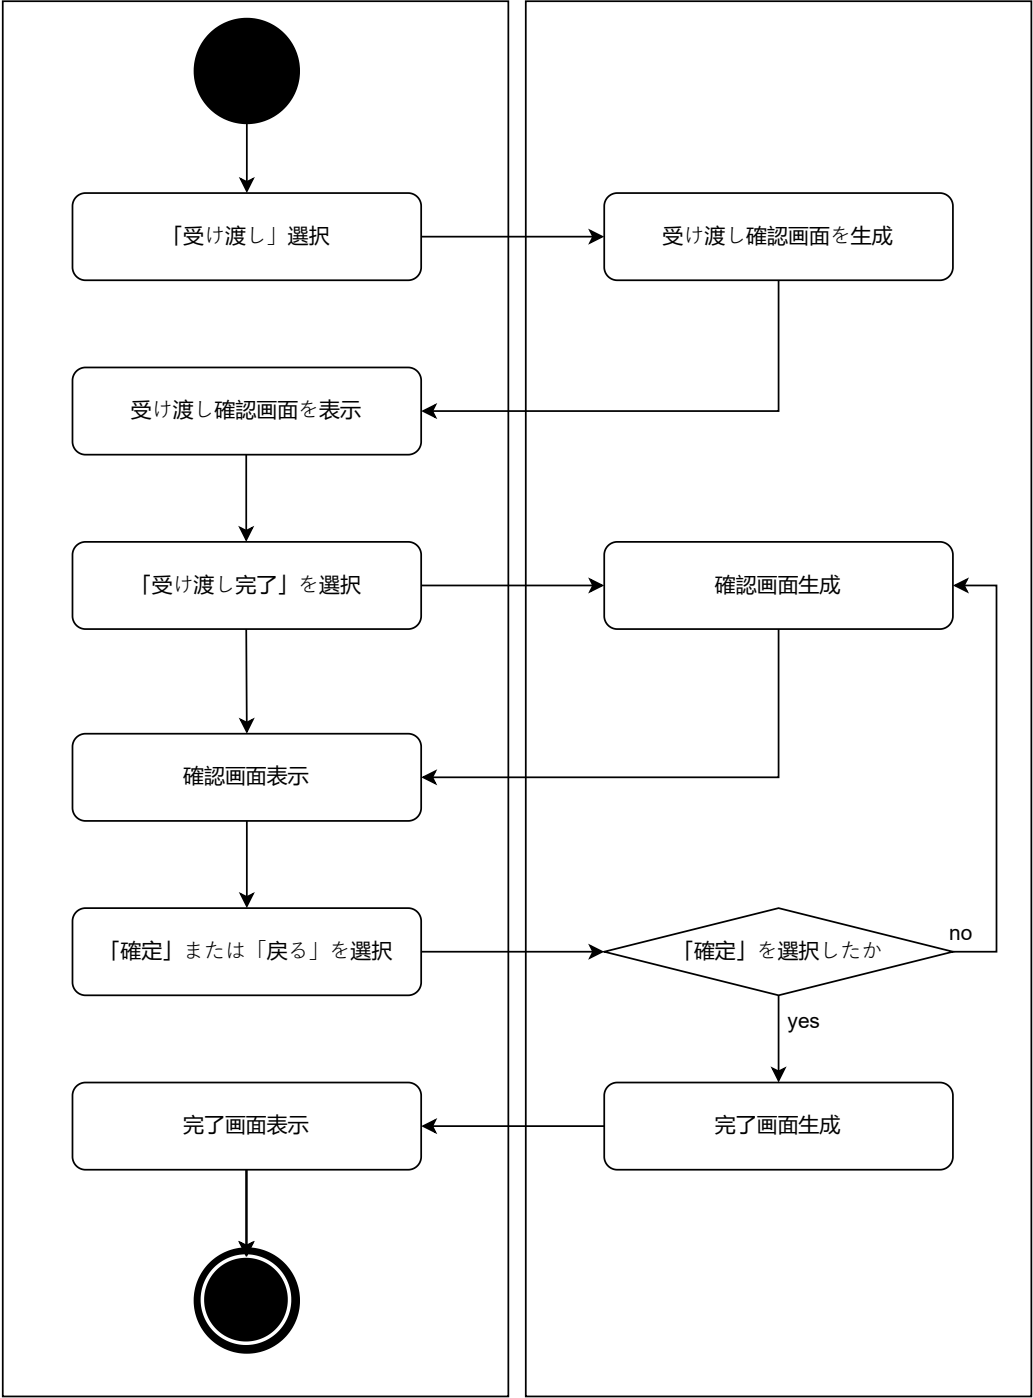 「受け渡し」選択
受け渡し確認画面を生成
受け渡し確認画面を表示
「受け渡し完了」を選択
確認画面生成
確認画面表示
「確定」または「戻る」を選択
「確定」を選択したか
no
yes
完了画面表示
完了画面生成